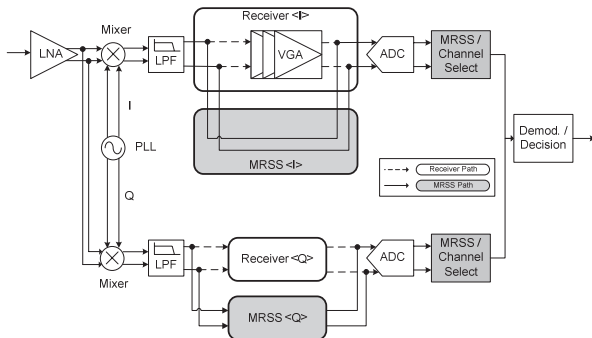 Receiver <I>
Mixer
LNA
LPF
VGA
ADC
MRSS /
Channel
Select
I
PLL
MRSS <I>
Demod. /
Decision
Receiver Path
MRSS Path
Q
LPF
Receiver <Q>
ADC
MRSS /
Channel
Select
Mixer
MRSS <Q>